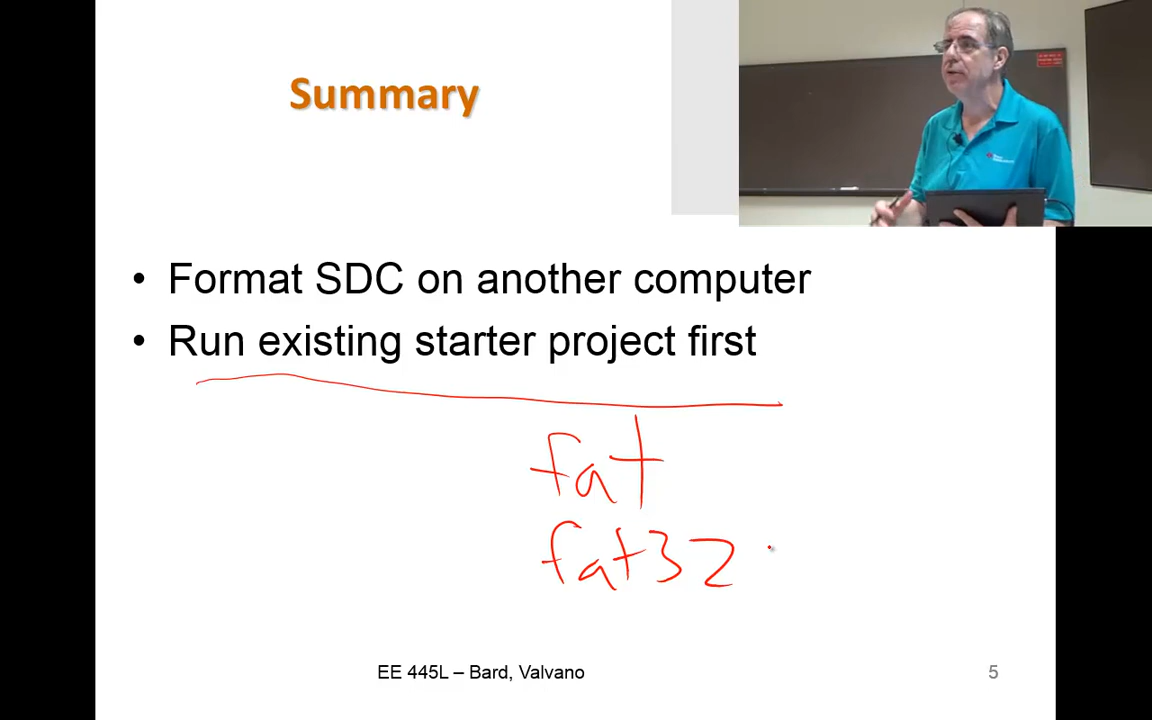 Summary
• Format SDC on another computer
• Run existing starter project first
fat
fat32
EE 445L – Bard, Valvano
5